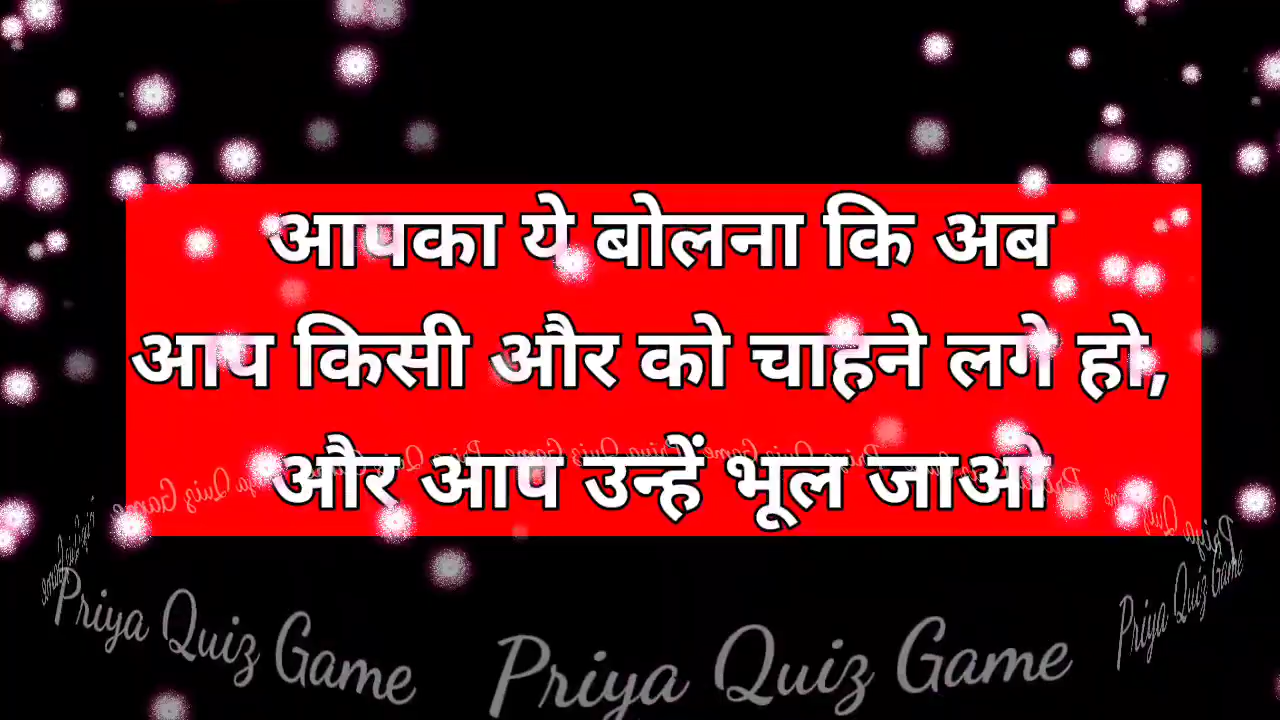 आपका ये बोलना कि अब
आप किसी और को चाहने लगे हो,
और आप उन्हें भूल जाओ
Priya Quiz Game Priya Quiz Game Priya Quiz Game